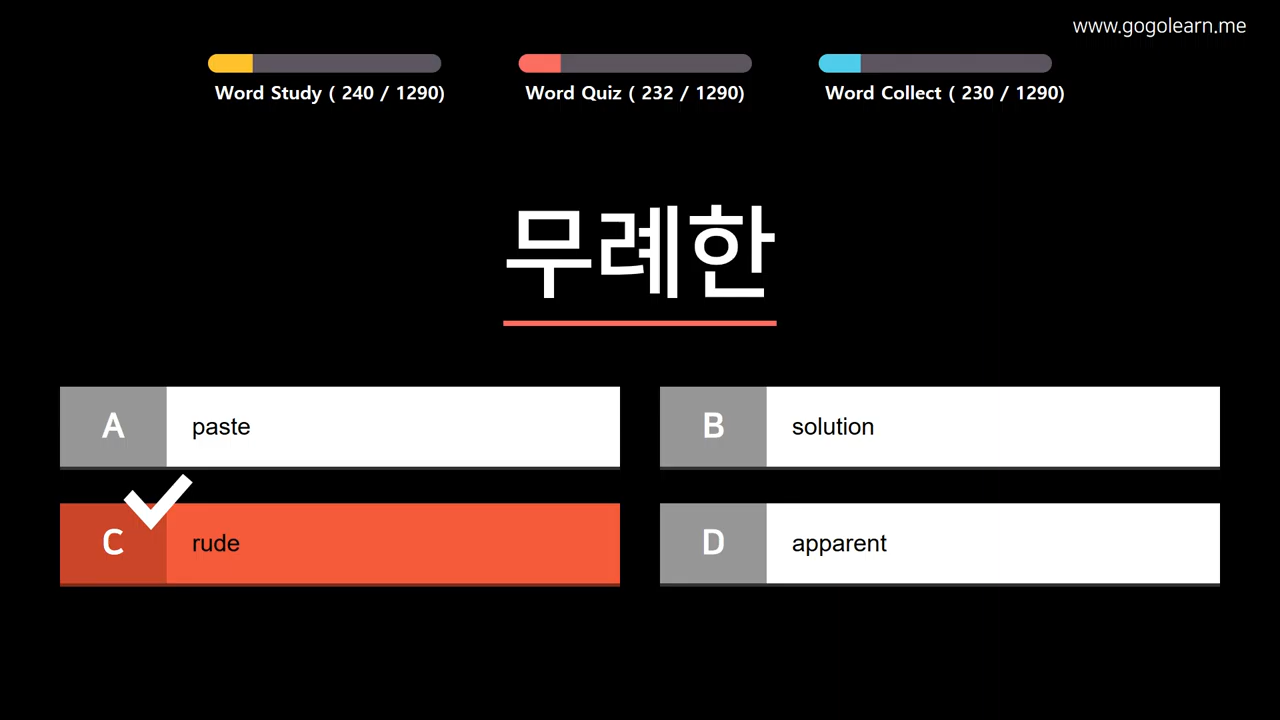 www.gogolearn.me
Word Study ( 240 / 1290)
Word Quiz ( 232 / 1290)
Word Collect ( 230 / 1290)
무례한
A paste
B solution
C rude
D apparent